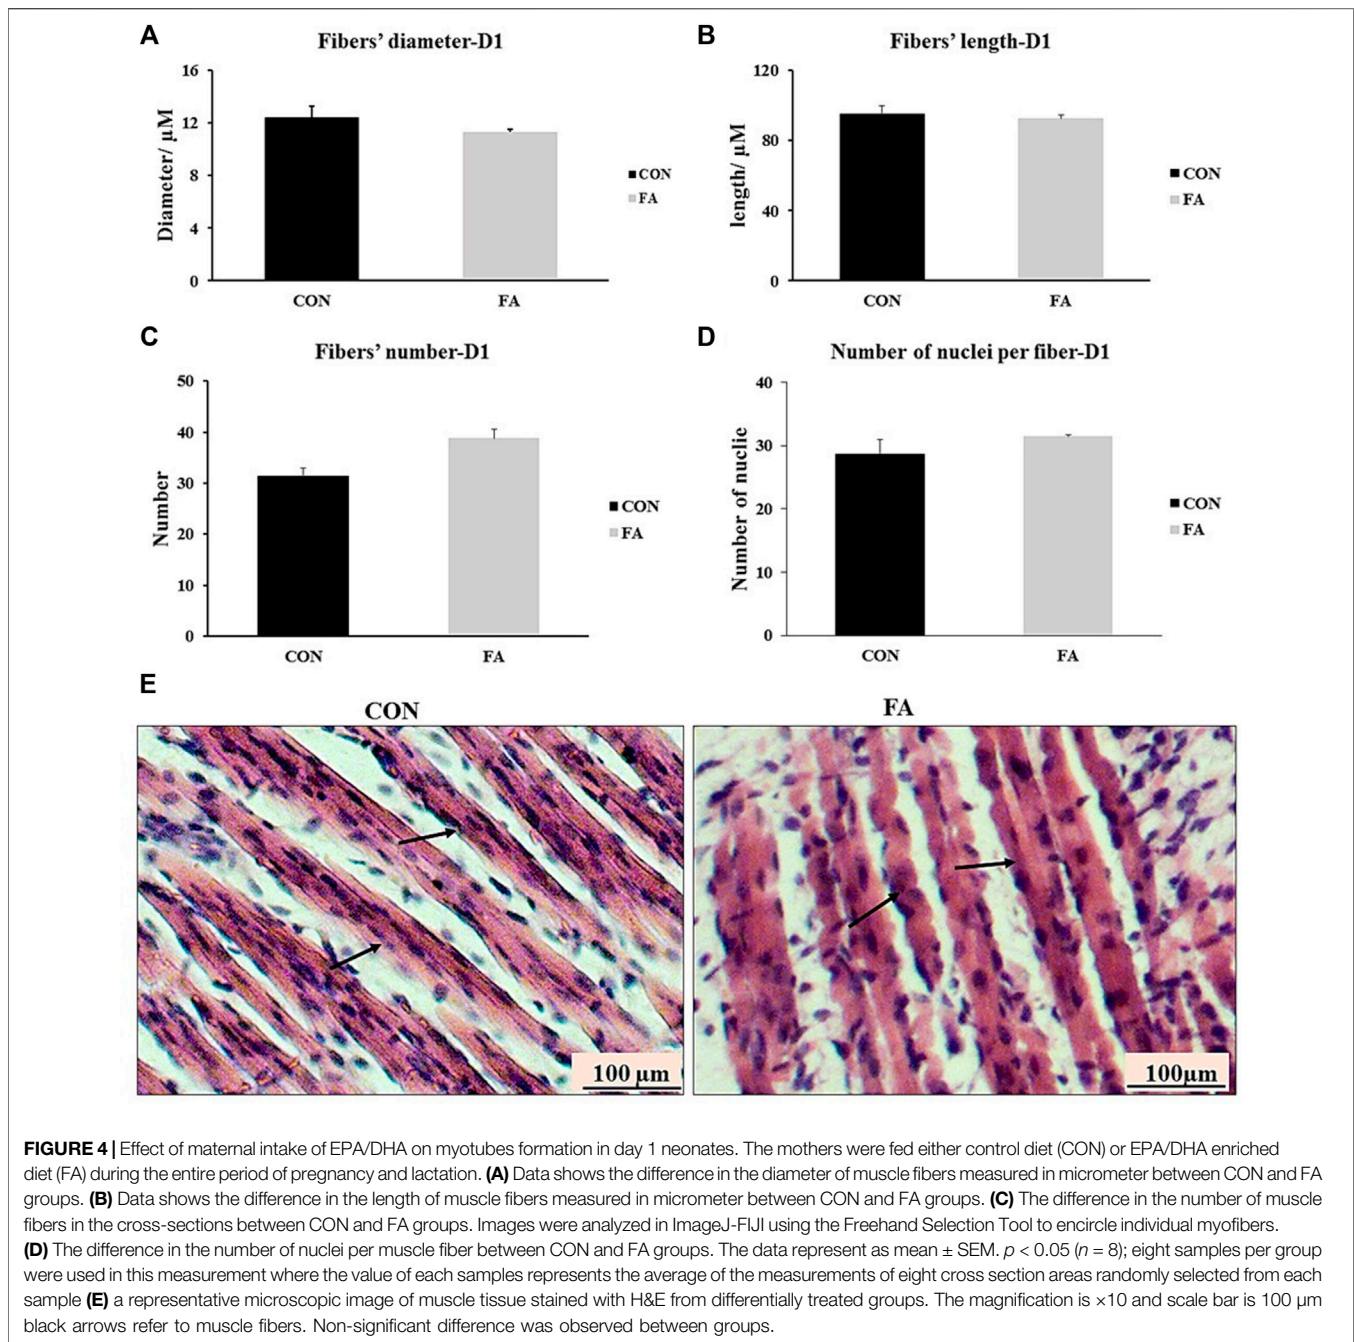 A
Fibers’ diameter-D1
16
12
8
4
0
Diameter/ µM
CON
FA
CON
FA
B
Fibers’ length-D1
120
80
40
0
length/ µM
CON
FA
CON
FA
C
Fibers’ number-D1
50
40
30
20
10
0
Number
CON
FA
CON
FA
D
Number of nuclei per fiber-D1
40
30
20
10
0
Number of nuclie
CON
FA
CON
FA
E
CON
FA
100 µm
100µm
FIGURE 4 | Effect of maternal intake of EPA/DHA on myotubes formation in day 1 neonates. The mothers were fed either control diet (CON) or EPA/DHA enriched
diet (FA) during the entire period of pregnancy and lactation. (A) Data shows the difference in the diameter of muscle fibers measured in micrometer between CON and FA
groups. (B) Data shows the difference in the length of muscle fibers measured in micrometer between CON and FA groups. (C) The difference in the number of muscle
fibers in the cross-sections between CON and FA groups. Images were analyzed in ImageJ-FIJI using the Freehand Selection Tool to encircle individual myofibers.
(D) The difference in the number of nuclei per muscle fiber between CON and FA groups. The data represent as mean ± SEM. p < 0.05 (n = 8); eight samples per group
were used in this measurement where the value of each samples represents the average of the measurements of eight cross section areas randomly selected from each
sample (E) a representative microscopic image of muscle tissue stained with H&E from differentially treated groups. The magnification is ×10 and scale bar is 100 µm
black arrows refer to muscle fibers. Non-significant difference was observed between groups.